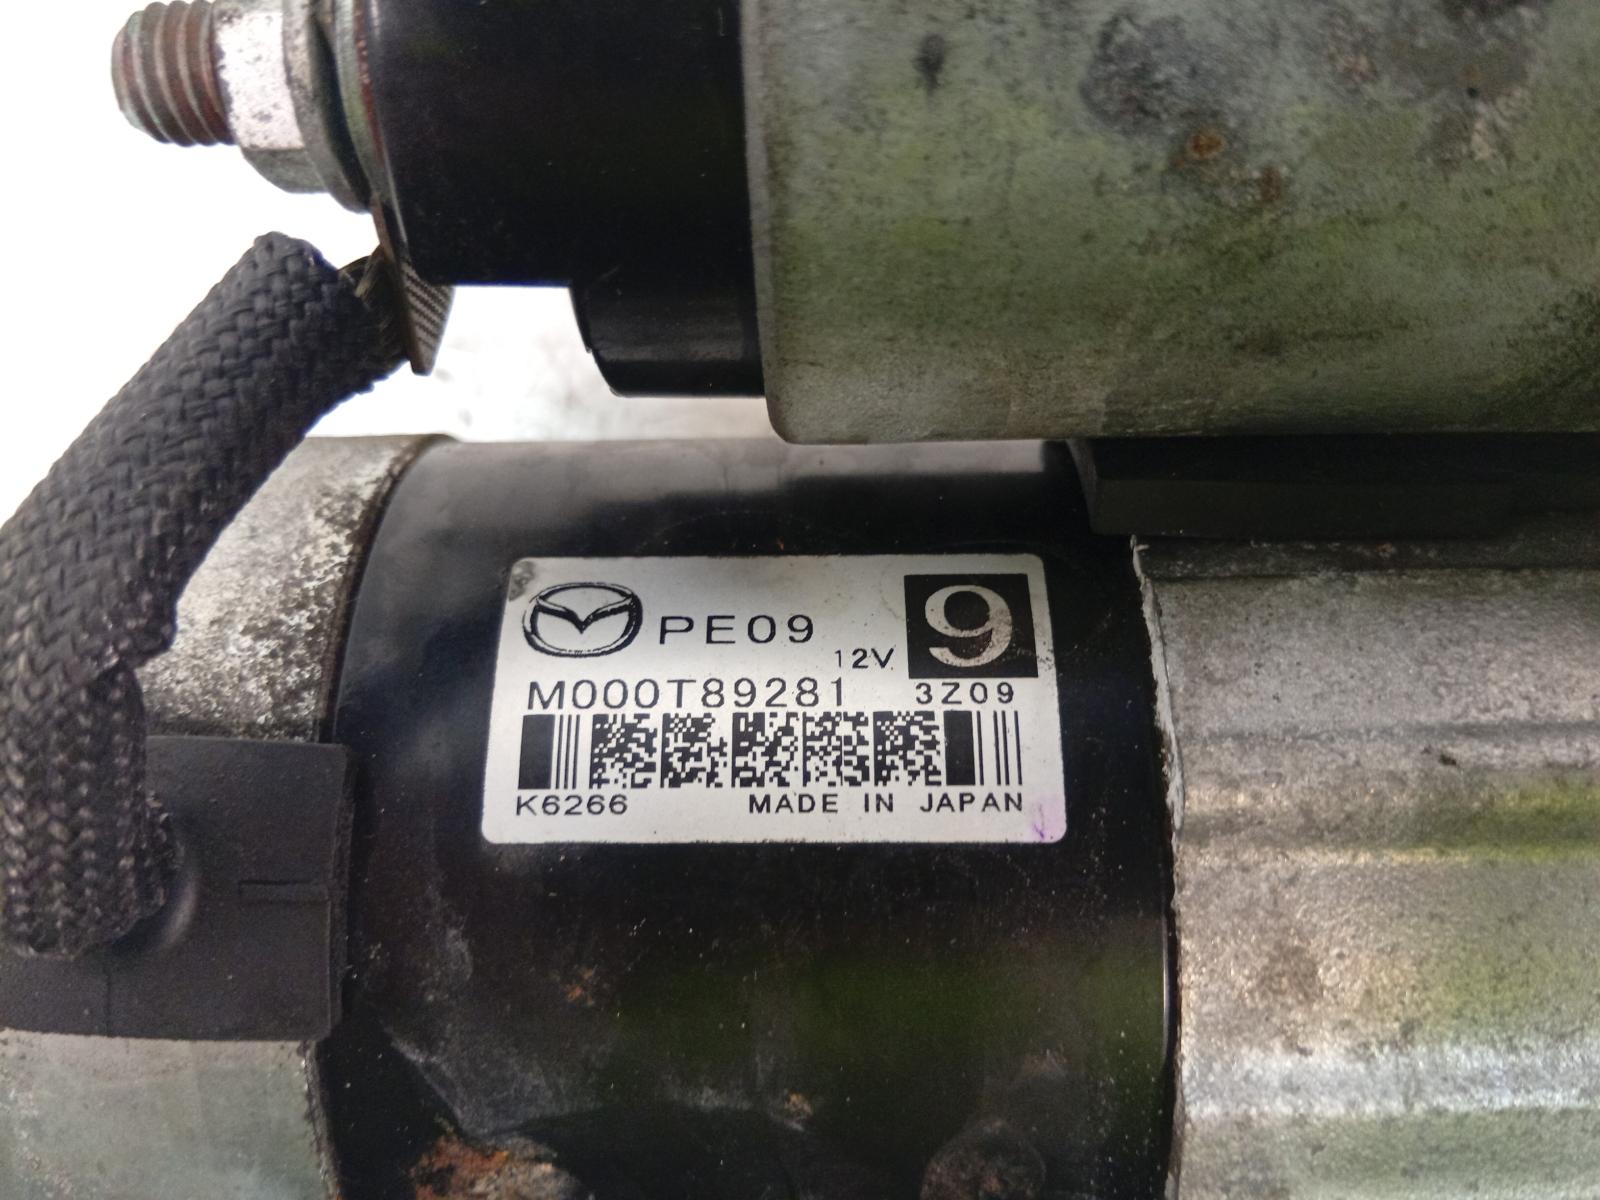 PE09
12V 9
M000T89281 3Z09
K6266 MADE IN JAPAN